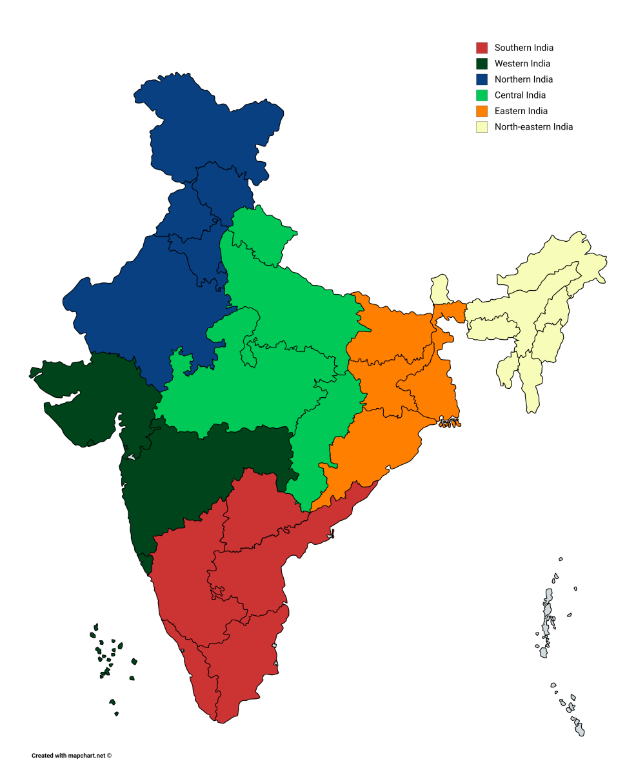 Southern India
Western India
Northern India
Central India
Eastern India
North-eastern India
Created with mapchart.net ©